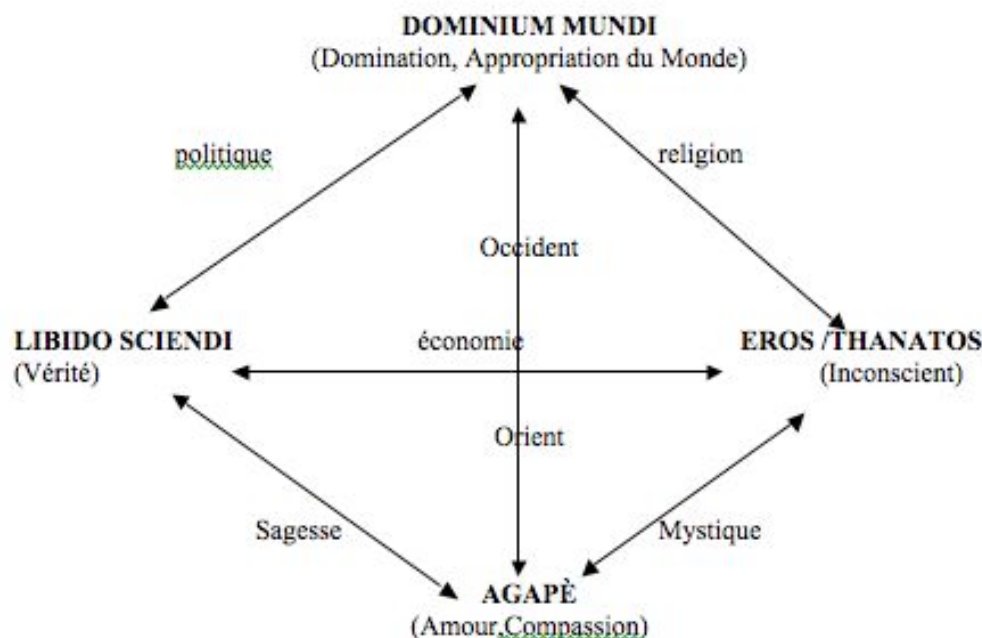 DOMINIUM MUNDI
(Domination, Appropriation du Monde)
politique
religion
Occident
LIBIDO SCIENDI
(Vérité)
économie
EROS /THANATOS
(Inconscient)
Orient
Sagesse
Mystique
AGAPÈ
(Amour,Compassion)